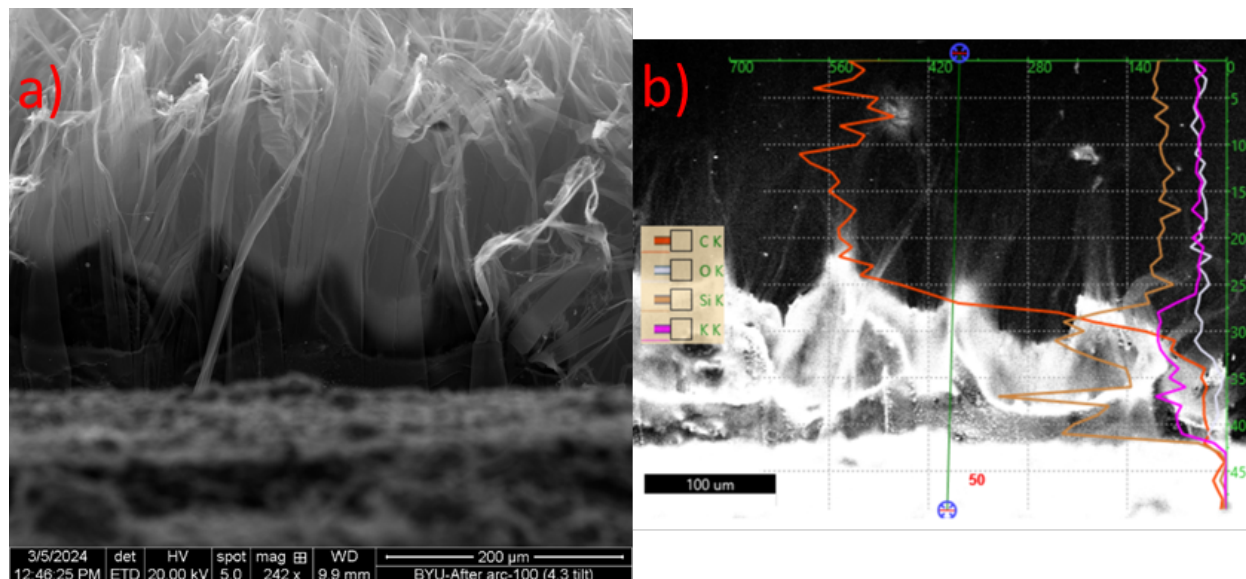 a)
3/5/2024 det HV spot mag ⊞ WD 200 µm
12:46:25 PM ETD 20.00 kV 5.0 242 x 9.9 mm BYU-After arc-100 (4.3 tilt)
b)
700 560 420 280 140 0
5
10
15
20
25
30
35
40
45
C K
O K
Si K
K K
100 um
50